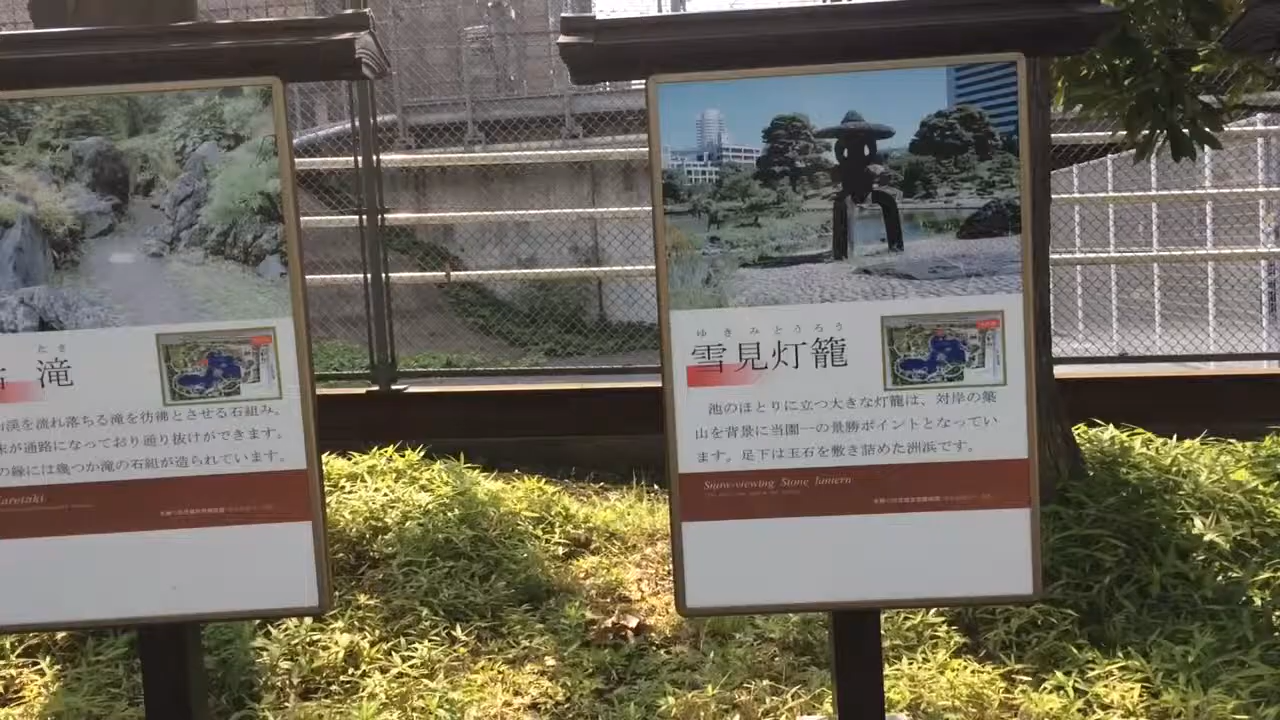 たき
滝
渓を流れ落ちる滝を彷彿とさせる石組み。
が通路になっており通り抜けができます。
の縁には幾つか滝の石組が造られています。
Karetaki
ゆきみとうろう
雪見灯籠
池のほとりに立つ大きな灯籠は、対岸の築
山を背景に当園一の景勝ポイントとなってい
ます。足下は玉石を敷き詰めた洲浜です。
Snow-viewing Stone lantern